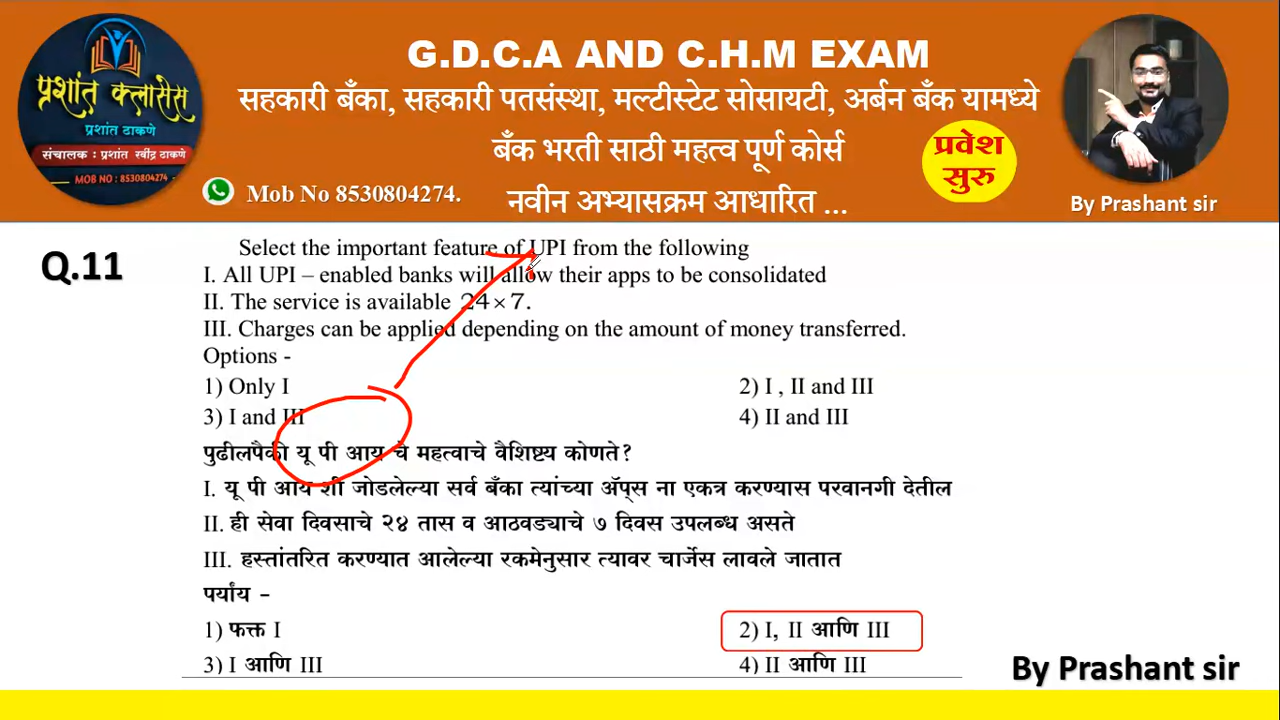 G.D.C.A AND C.H.M EXAM
सहकारी बँका, सहकारी पतसंस्था, मल्टीस्टेट सोसायटी, अर्बन बँक यामध्ये
बँक भरती साठी महत्व पूर्ण कोर्स
नवीन अभ्यासक्रम आधारित ...
प्रशांत क्लासेस
प्रशांत ठाकणे
संचालक : प्रशांत रवींद्र ठाकणे
MOB NO : 8530804274
Mob No 8530804274.
प्रवेश
सुरु
By Prashant sir
Q.11
Select the important feature of UPI from the following
I. All UPI – enabled banks will allow their apps to be consolidated
II. The service is available 24 × 7.
III. Charges can be applied depending on the amount of money transferred.
Options -
1) Only I 2) I , II and III
3) I and III 4) II and III
पुढीलपैकी यू पी आय चे महत्वाचे वैशिष्ट्य कोणते?
I. यू पी आय शी जोडलेल्या सर्व बँका त्यांच्या ॲप्स ना एकत्र करण्यास परवानगी देतील
II. ही सेवा दिवसाचे २४ तास व आठवड्याचे ७ दिवस उपलब्ध असते
III. हस्तांतरित करण्यात आलेल्या रकमेनुसार त्यावर चार्जेस लावले जातात
पर्याय -
1) फक्त I 2) I, II आणि III
3) I आणि III 4) II आणि III
By Prashant sir